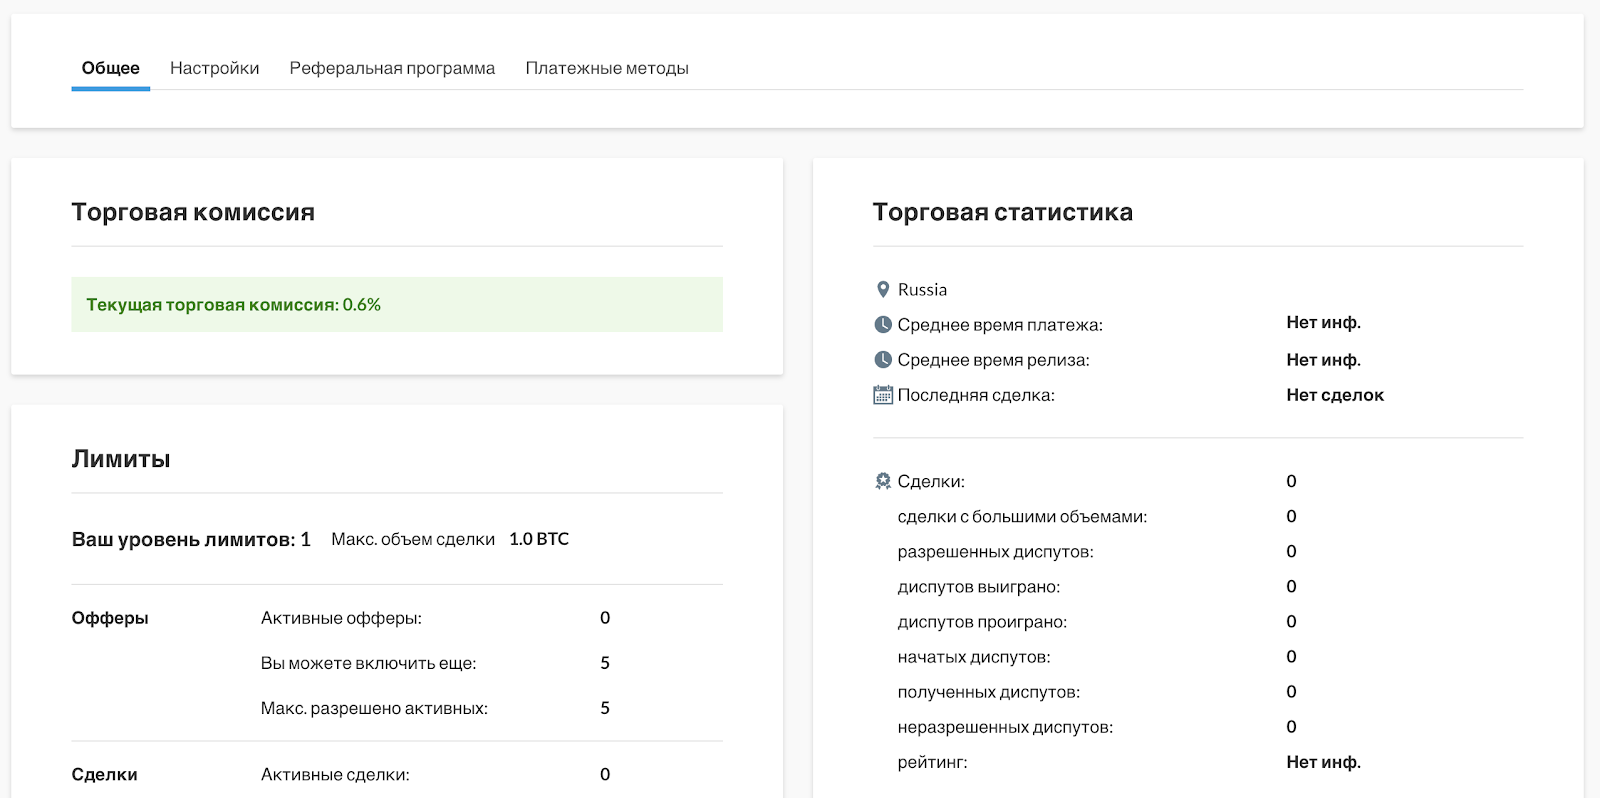 Общее Настройки Реферальная программа Платежные методы
Торговая комиссия
Текущая торговая комиссия: 0.6%
Лимиты
Ваш уровень лимитов: 1 Макс. объем сделки 1.0 BTC
Офферы Активные офферы: 0
Вы можете включить еще: 5
Макс. разрешено активных: 5
Сделки Активные сделки: 0
Торговая статистика
Russia
Среднее время платежа: Нет инф.
Среднее время релиза: Нет инф.
Последняя сделка: Нет сделок
Сделки: 0
сделки с большими объемами: 0
разрешенных диспутов: 0
диспутов выиграно: 0
диспутов проиграно: 0
начатых диспутов: 0
полученных диспутов: 0
неразрешенных диспутов: 0
рейтинг: Нет инф.